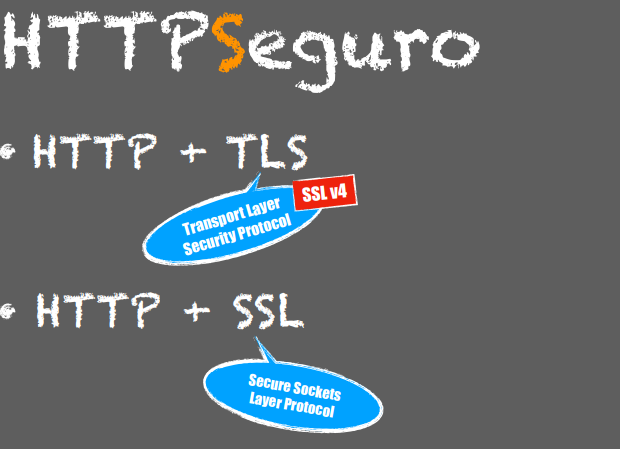 HTTPSeguro
• HTTP + TLS
SSL v4
Transport Layer
Security Protocol
• HTTP + SSL
Secure Sockets
Layer Protocol